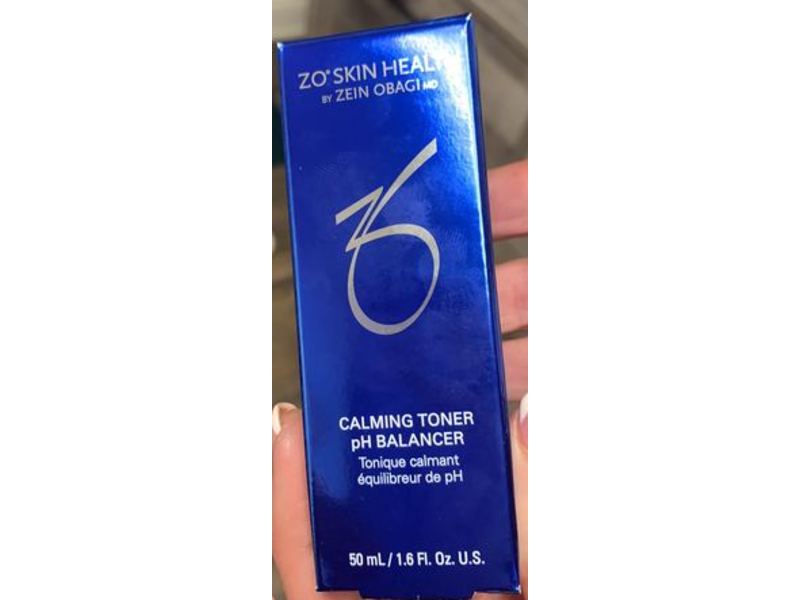 ZO® SKIN HEAL
BY ZEIN OBAGI MD
ZO
CALMING TONER
pH BALANCER
Tonique calmant
équilibreur de pH
50 mL / 1.6 Fl. Oz. U.S.